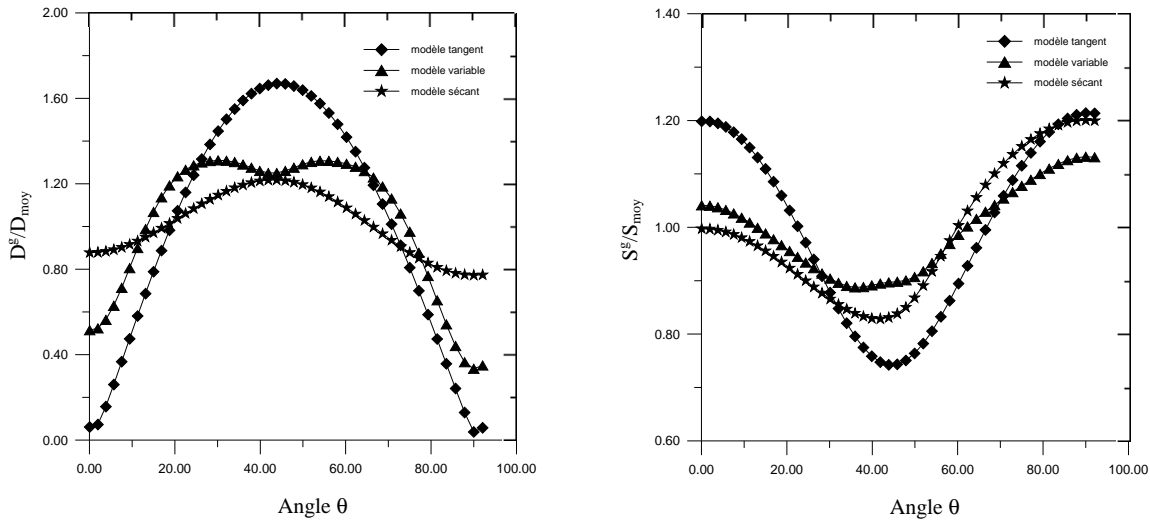 2.00
1.60
1.20
0.80
0.40
0.00
D^g/D_moy
modèle tangent
modèle variable
modèle sécant
0.00 20.00 40.00 60.00 80.00 100.00
Angle θ
1.40
1.20
1.00
0.80
0.60
S^g/S_moy
modèle tangent
modèle variable
modèle sécant
0.00 20.00 40.00 60.00 80.00 100.00
Angle θ